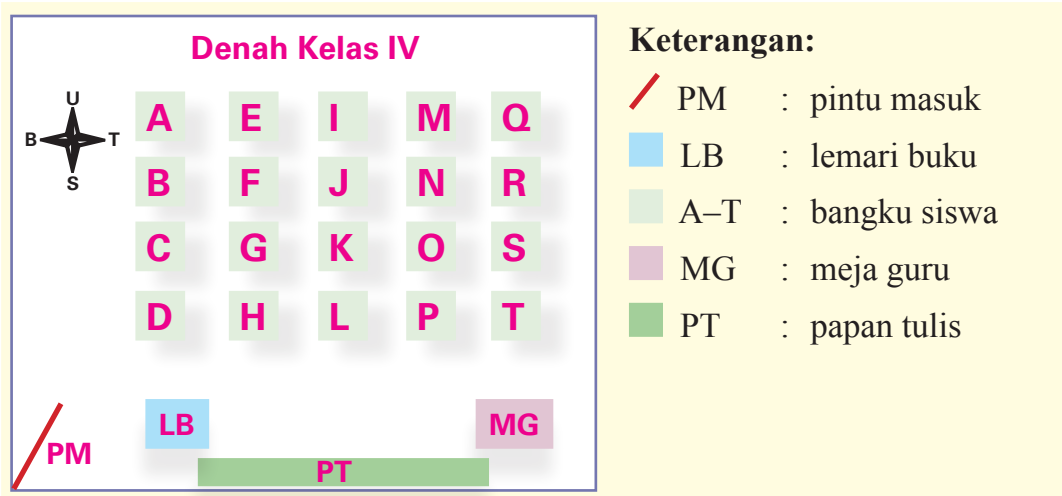 Denah Kelas IV
U
B T
S
A E I M Q
B F J N R
C G K O S
D H L P T
LB MG
PM
PT
Keterangan:
PM : pintu masuk
LB : lemari buku
A–T : bangku siswa
MG : meja guru
PT : papan tulis